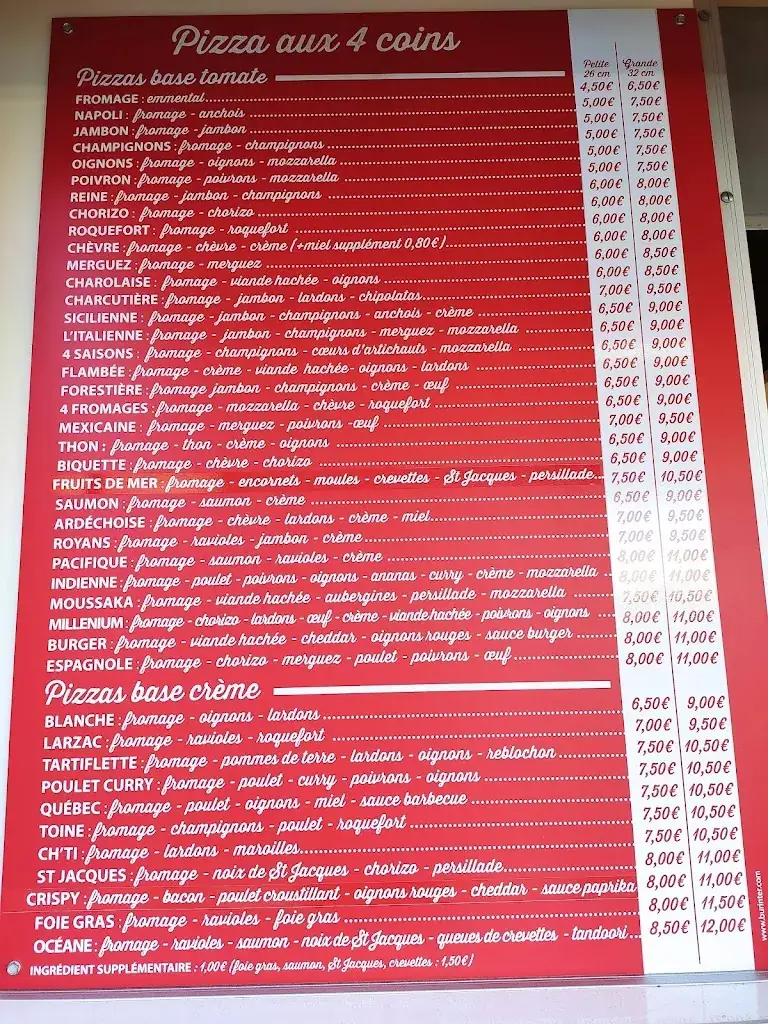 Pizza aux 4 coins
Petite Grande
26 cm 32 cm
Pizzas base tomate
FROMAGE : emmental 4,50€ 6,50€
NAPOLI : fromage - anchois 5,00€ 7,50€
JAMBON : fromage - jambon 5,00€ 7,50€
CHAMPIGNONS : fromage - champignons 5,00€ 7,50€
OIGNONS : fromage - oignons - mozzarella 5,00€ 7,50€
POIVRON : fromage - poivrons - mozzarella 5,00€ 7,50€
REINE : fromage - jambon - champignons 6,00€ 8,00€
CHORIZO : fromage - chorizo 6,00€ 8,00€
ROQUEFORT : fromage - roquefort 6,00€ 8,00€
CHÈVRE : fromage - chèvre - crème (+miel supplément 0,80€) 6,00€ 8,00€
MERGUEZ : fromage - merguez 6,00€ 8,50€
CHAROLAISE : fromage - viande hachée - oignons 6,00€ 8,50€
CHARCUTIÈRE : fromage - jambon - lardons - chipolatas 7,00€ 9,50€
SICILIENNE : fromage - jambon - champignons - anchois - crème 6,50€ 9,00€
L'ITALIENNE : fromage - jambon - champignons - merguez - mozzarella 6,50€ 9,00€
4 SAISONS : fromage - champignons - cœurs d'artichauts - mozzarella 6,50€ 9,00€
FLAMBÉE : fromage - crème - viande hachée - oignons - lardons 6,50€ 9,00€
FORESTIÈRE : fromage jambon - champignons - crème - œuf 6,50€ 9,00€
4 FROMAGES : fromage - mozzarella - chèvre - roquefort 6,50€ 9,00€
MEXICAINE : fromage - merguez - poivrons - œuf 7,00€ 9,50€
THON : fromage - thon - crème - oignons 6,50€ 9,00€
BIQUETTE : fromage - chèvre - chorizo 6,50€ 9,00€
FRUITS DE MER : fromage - encornets - moules - crevettes - St Jacques - persillade 7,50€ 10,50€
SAUMON : fromage - saumon - crème 6,50€ 9,00€
ARDÉCHOISE : fromage - chèvre - lardons - crème - miel 7,00€ 9,50€
ROYANS : fromage - ravioles - jambon - crème 7,00€ 9,50€
PACIFIQUE : fromage - saumon - ravioles - crème 8,00€ 11,00€
INDIENNE : fromage - poulet - poivrons - oignons - ananas - curry - crème - mozzarella 8,00€ 11,00€
MOUSSAKA : fromage - viande hachée - aubergines - persillade - mozzarella 7,50€ 10,50€
MILLENIUM : fromage - chorizo - lardons - œuf - crème - viande hachée - poivrons - oignons 8,00€ 11,00€
BURGER : fromage - viande hachée - cheddar - oignons rouges - sauce burger 8,00€ 11,00€
ESPAGNOLE : fromage - chorizo - merguez - poulet - poivrons - œuf 8,00€ 11,00€
Pizzas base crème
BLANCHE : fromage - oignons - lardons 6,50€ 9,00€
LARZAC : fromage - ravioles - roquefort 7,00€ 9,50€
TARTIFLETTE : fromage - pommes de terre - lardons - oignons - reblochon 7,50€ 10,50€
POULET CURRY : fromage - poulet - curry - poivrons - oignons 7,50€ 10,50€
QUÉBEC : fromage - poulet - oignons - miel - sauce barbecue 7,50€ 10,50€
TOINE : fromage - champignons - poulet - roquefort 7,50€ 10,50€
CH'TI : fromage - lardons - maroilles 7,50€ 10,50€
ST JACQUES : fromage - noix de St Jacques - chorizo - persillade 8,00€ 11,00€
CRISPY : fromage - bacon - poulet croustillant - oignons rouges - cheddar - sauce paprika 8,00€ 11,00€
FOIE GRAS : fromage - ravioles - foie gras 8,00€ 11,50€
OCÉANE : fromage - ravioles - saumon - noix de St Jacques - queues de crevettes - tandoori 8,50€ 12,00€
INGRÉDIENT SUPPLÉMENTAIRE : 1,00€ (foie gras, saumon, St Jacques, crevettes : 1,50€)
www.burinter.com